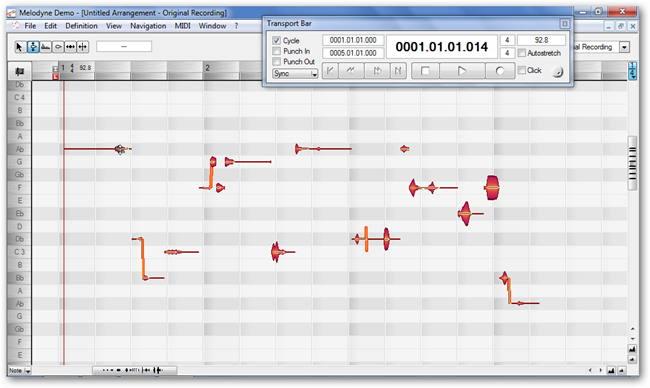 Melodyne Demo - [Untitled Arrangement - Original Recording]
File Edit Definition Navigation MIDI Window ?
Transport Bar
Cycle 0001.01.01.000 0001.01.01.014 4 92.8
Punch In 0005.01.01.000 4 Autostretch
Punch Out
Sync Click
---
al Recording
1 4 4 92.8 2
Db
C 4
B
A
Ab
G
Gb
F
E
Eb
D
Db
C 3
B
Bb
A
Ab
G
Gb
F
E
Note